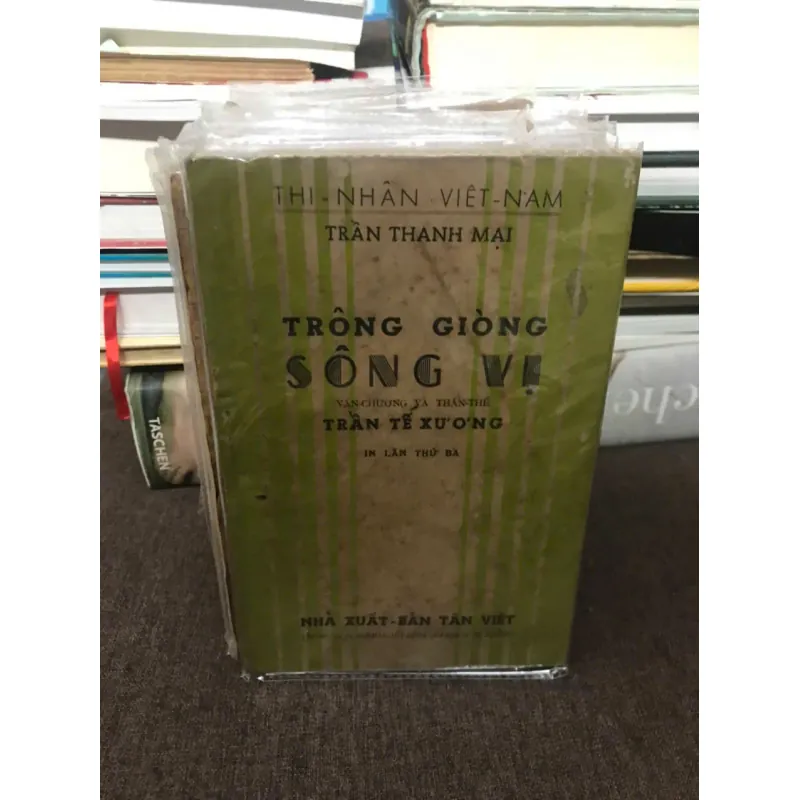 THI - NHÂN VIỆT-NAM
TRẦN THANH MẠI
TRÔNG GIÒNG
SÔNG VỊ
VĂN-CHƯƠNG VÀ THÂN-THẾ
TRẦN TẾ XƯƠNG
IN LẦN THỨ BA
NHÀ XUẤT-BẢN TÂN VIỆT
TASCHEN